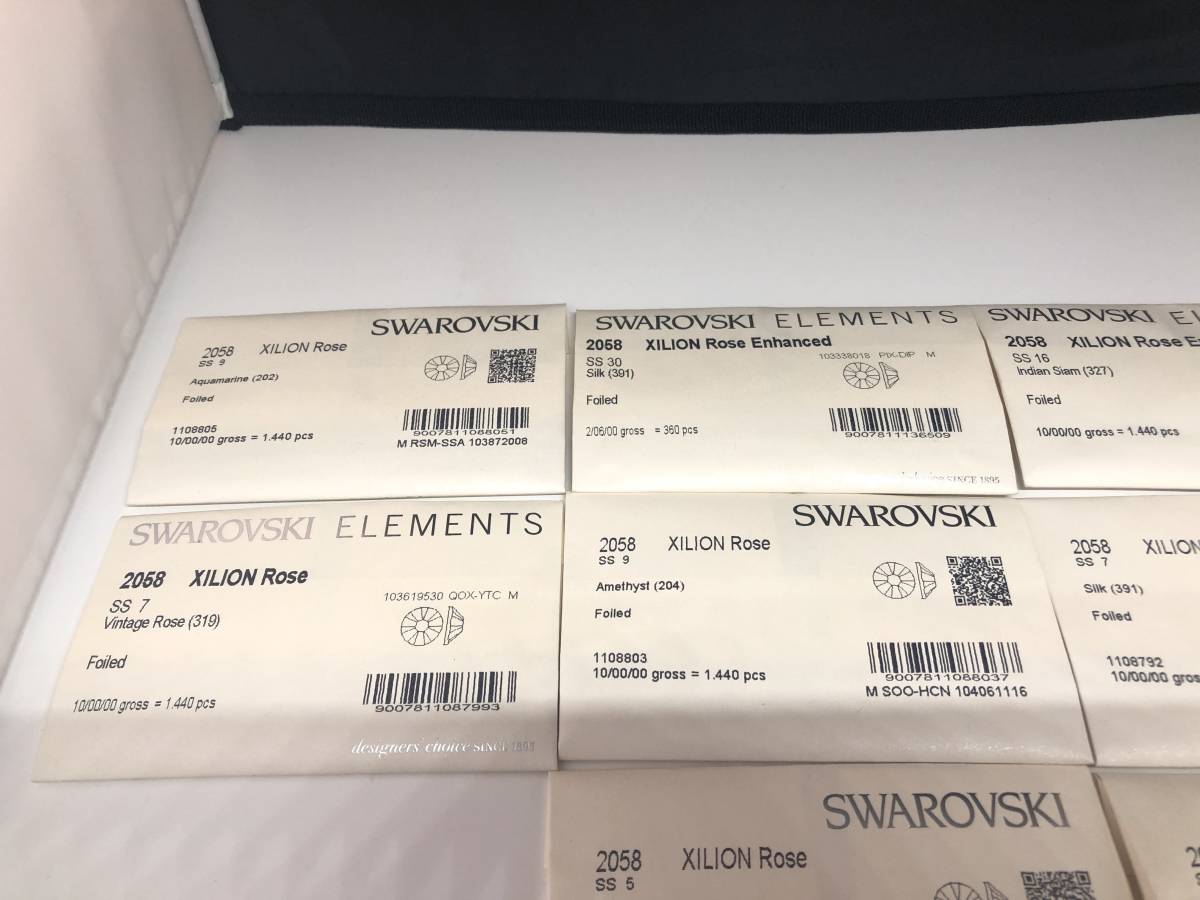 SWAROVSKI
2058 XILION Rose
SS 9
Aquamarine (202)
Foiled
1108805
10/00/00 gross = 1.440 pcs
9007811088051
M RSM-SSA 103872008
SWAROVSKI ELEMENTS
2058 XILION Rose Enhanced
SS 30
Silk (391)
103338018 PIX-DIP M
Foiled
2/06/00 gross = 360 pcs
9007811136509
SINCE 1895
SWAROVSKI
2058 XILION Rose
SS 16
Indian Siam (327)
Foiled
10/00/00 gross = 1.440 pcs
SWAROVSKI ELEMENTS
2058 XILION Rose
SS 7
Vintage Rose (319)
103619530 QOX-YTC M
Foiled
10/00/00 gross = 1.440 pcs
9007811087993
designers' choice SINCE 1895
SWAROVSKI
2058 XILION Rose
SS 9
Amethyst (204)
Foiled
1108803
10/00/00 gross = 1.440 pcs
9007811088037
M SOO-HCN 104061116
2058 XILION
SS 7
Silk (391)
Foiled
1108792
10/00/00 gros
SWAROVSKI
2058 XILION Rose
SS 5